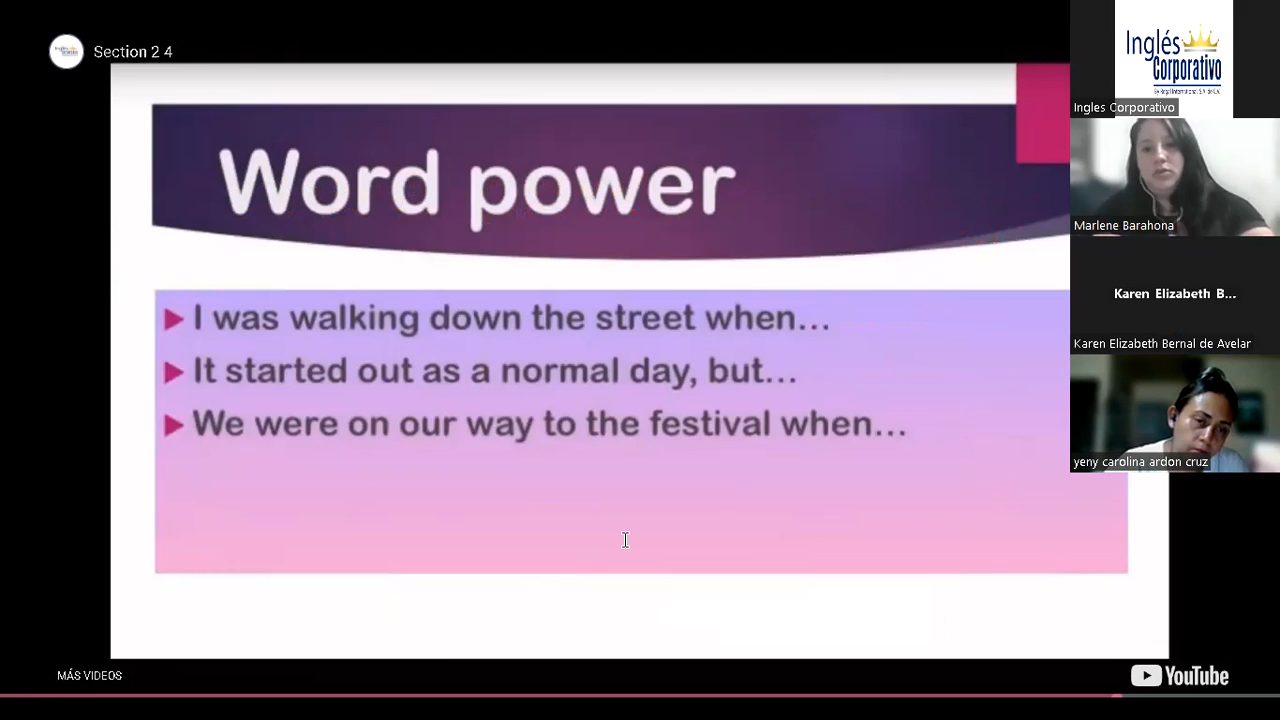 Section 2 4
Word power
I was walking down the street when…
It started out as a normal day, but…
We were on our way to the festival when…
MÁS VIDEOS
YouTube
Inglés
Corporativo
Ingles Corporativo
Marlene Barahona
Karen Elizabeth B...
Karen Elizabeth Bernal de Avelar
yeny carolina ardon cruz